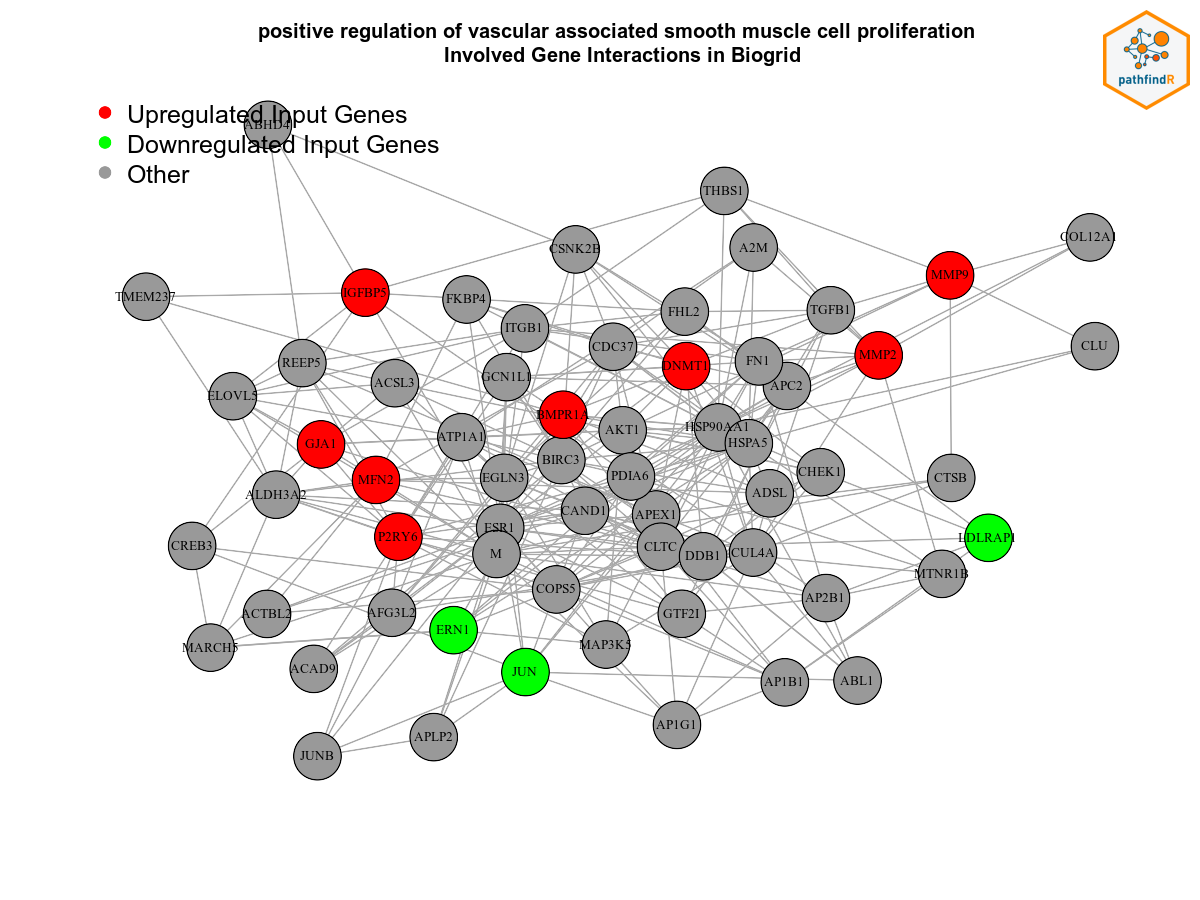 positive regulation of vascular associated smooth muscle cell proliferation
Involved Gene Interactions in Biogrid
pathfindR
Upregulated Input Genes
ABHD4
Downregulated Input Genes
Other
THBS1
COL12A1
CSNK2B
A2M
MMP9
TMEM237
IGFBP5
FKBP4
FHL2
TGFB1
ITGB1
CDC37
CLU
REEP5
GCN1L1
DNMT1
FN1
MMP2
ACSL3
APC2
ELOVL5
BMPR1A
HSP90AA1
AKT1
GJA1
ATP1A1
HSPA5
BIRC3
CHEK1
MFN2
EGLN3
PDIA6
CTSB
ALDH3A2
ADSL
CAND1
APEX1
ESR1
P2RY6
LDLRAP1
CREB3
M
CLTC
DDB1
CUL4A
MTNR1B
COPS5
AP2B1
ACTBL2
AFG3L2
GTF2I
ERN1
MARCH5
MAP3K5
ACAD9
JUN
AP1B1
ABL1
AP1G1
APLP2
JUNB